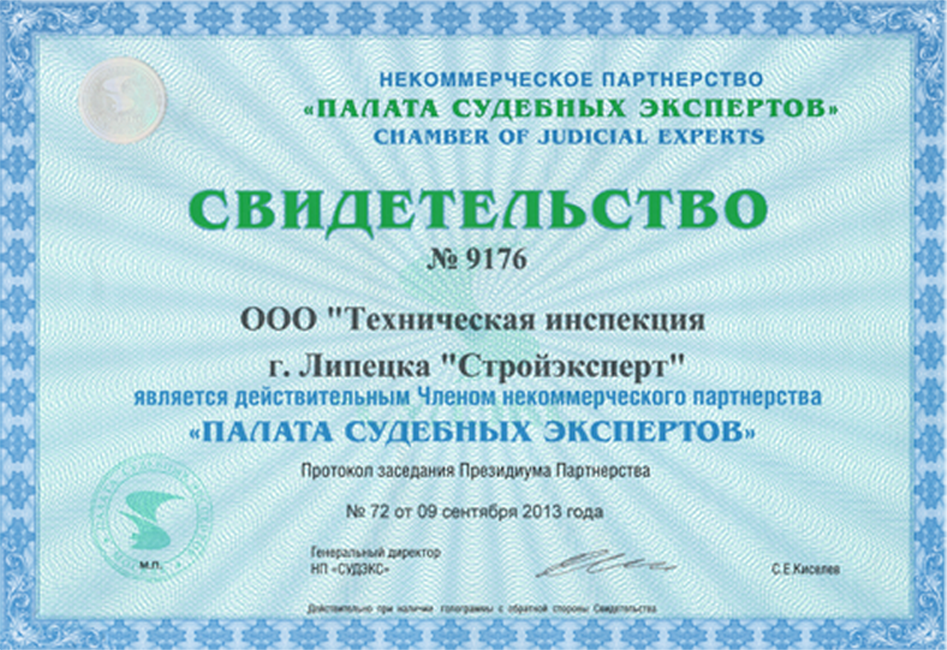 НЕКОММЕРЧЕСКОЕ ПАРТНЕРСТВО
«ПАЛАТА СУДЕБНЫХ ЭКСПЕРТОВ»
CHAMBER OF JUDICIAL EXPERTS
СВИДЕТЕЛЬСТВО
№ 9176
ООО "Техническая инспекция
г. Липецка "Стройэксперт"
является действительным Членом некоммерческого партнерства
«ПАЛАТА СУДЕБНЫХ ЭКСПЕРТОВ»
Протокол заседания Президиума Партнерства
№ 72 от 09 сентября 2013 года
Генеральный директор
НП «СУДЭКС»
С.Е.Киселев
М.П.
Действительно при наличии голограммы с обратной стороны Свидетельства